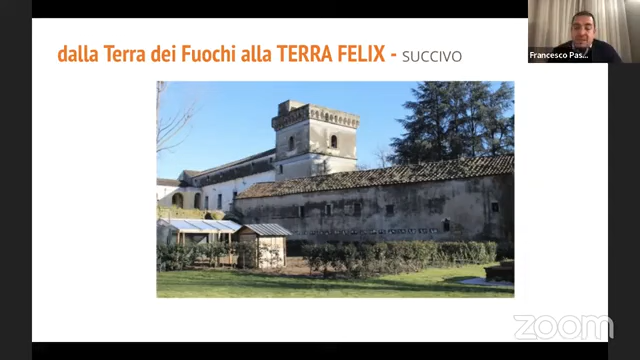 dalla Terra dei Fuochi alla TERRA FELIX - SUCCIVO
Francesco Pas...
zoom